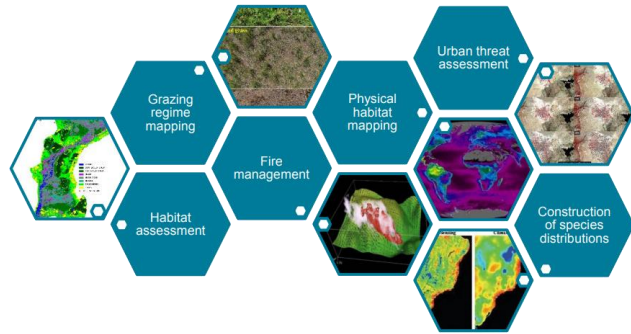 Urban threat
assessment
Grazing
regime
mapping
Physical
habitat
mapping
Fire
management
Habitat
assessment
Construction
of species
distributions